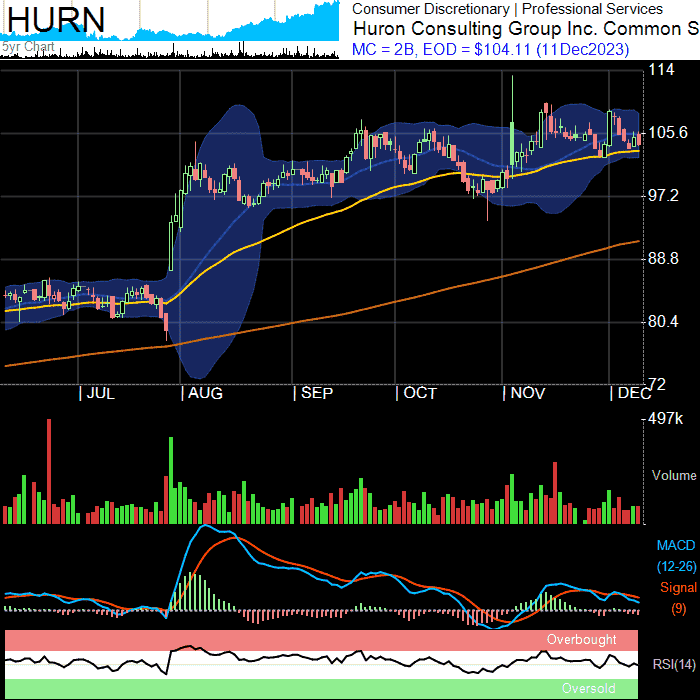 HURN
5yr Chart
Consumer Discretionary | Professional Services
Huron Consulting Group Inc. Common S
MC = 2B, EOD = $104.11 (11Dec2023)
114
105.6
97.2
88.8
80.4
72
JUL AUG SEP OCT NOV DEC
497k
Volume
MACD
(12-26)
Signal
(9)
Overbought
RSI(14)
Oversold